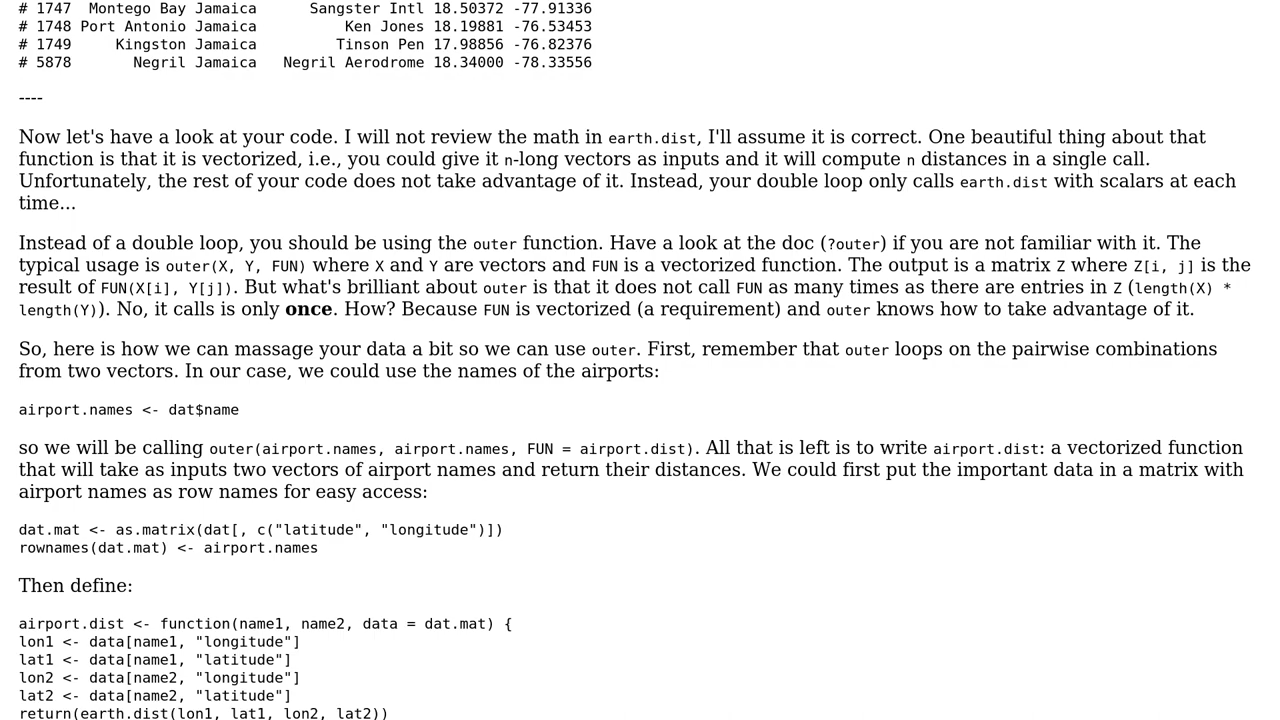 # 1747  Montego Bay Jamaica      Sangster Intl 18.50372 -77.91336
# 1748 Port Antonio Jamaica          Ken Jones 18.19881 -76.53453
# 1749     Kingston Jamaica         Tinson Pen 17.98856 -76.82376
# 5878       Negril Jamaica   Negril Aerodrome 18.34000 -78.33556
----
Now let's have a look at your code. I will not review the math in earth.dist, I'll assume it is correct. One beautiful thing about that
function is that it is vectorized, i.e., you could give it n-long vectors as inputs and it will compute n distances in a single call.
Unfortunately, the rest of your code does not take advantage of it. Instead, your double loop only calls earth.dist with scalars at each
time...
Instead of a double loop, you should be using the outer function. Have a look at the doc (?outer) if you are not familiar with it. The
typical usage is outer(X, Y, FUN) where X and Y are vectors and FUN is a vectorized function. The output is a matrix Z where Z[i, j] is the
result of FUN(X[i], Y[j]). But what's brilliant about outer is that it does not call FUN as many times as there are entries in Z (length(X) *
length(Y)). No, it calls is only once. How? Because FUN is vectorized (a requirement) and outer knows how to take advantage of it.
So, here is how we can massage your data a bit so we can use outer. First, remember that outer loops on the pairwise combinations
from two vectors. In our case, we could use the names of the airports:
airport.names <- dat$name
so we will be calling outer(airport.names, airport.names, FUN = airport.dist). All that is left is to write airport.dist: a vectorized function
that will take as inputs two vectors of airport names and return their distances. We could first put the important data in a matrix with
airport names as row names for easy access:
dat.mat <- as.matrix(dat[, c("latitude", "longitude")])
rownames(dat.mat) <- airport.names
Then define:
airport.dist <- function(name1, name2, data = dat.mat) {
lon1 <- data[name1, "longitude"]
lat1 <- data[name1, "latitude"]
lon2 <- data[name2, "longitude"]
lat2 <- data[name2, "latitude"]
return(earth.dist(lon1, lat1, lon2, lat2))